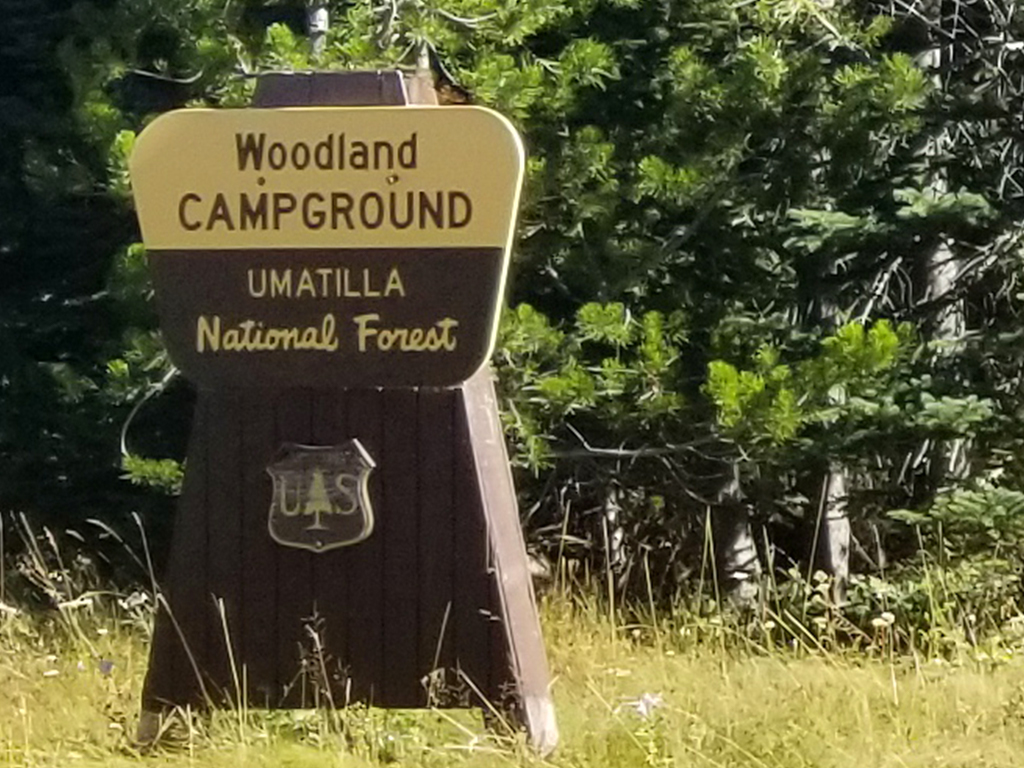 Woodland
CAMPGROUND
UMATILLA
National Forest
U S